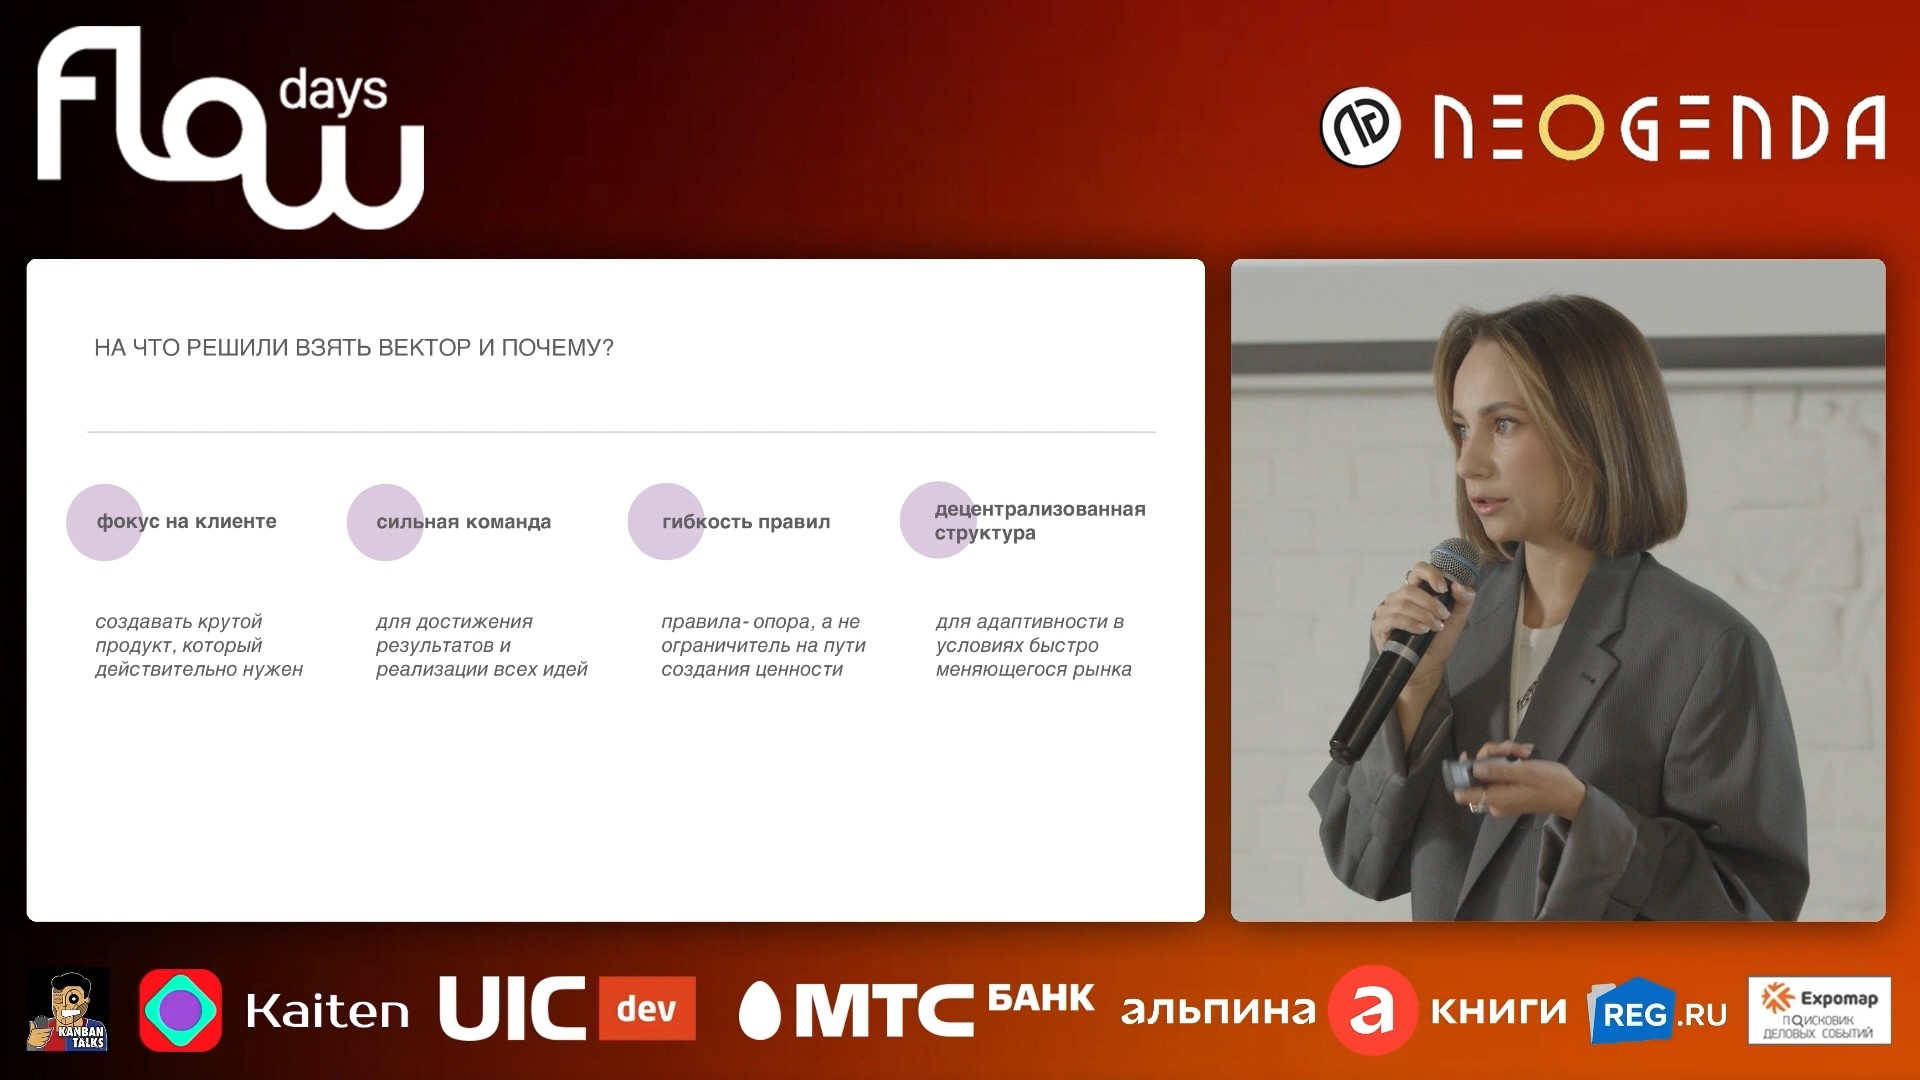 flow days
NEOGENDA
НА ЧТО РЕШИЛИ ВЗЯТЬ ВЕКТОР И ПОЧЕМУ?
фокус на клиенте
создавать крутой
продукт, который
действительно нужен
сильная команда
для достижения
результатов и
реализации всех идей
гибкость правил
правила- опора, а не
ограничитель на пути
создания ценности
децентрализованная
структура
для адаптивности в
условиях быстро
меняющегося рынка
KANBAN
TALKS
Kaiten
UIC dev
МТС БАНК
альпина а книги
REG.RU
Expomap
ПОИСКОВИК
ДЕЛОВЫХ СОБЫТИЙ